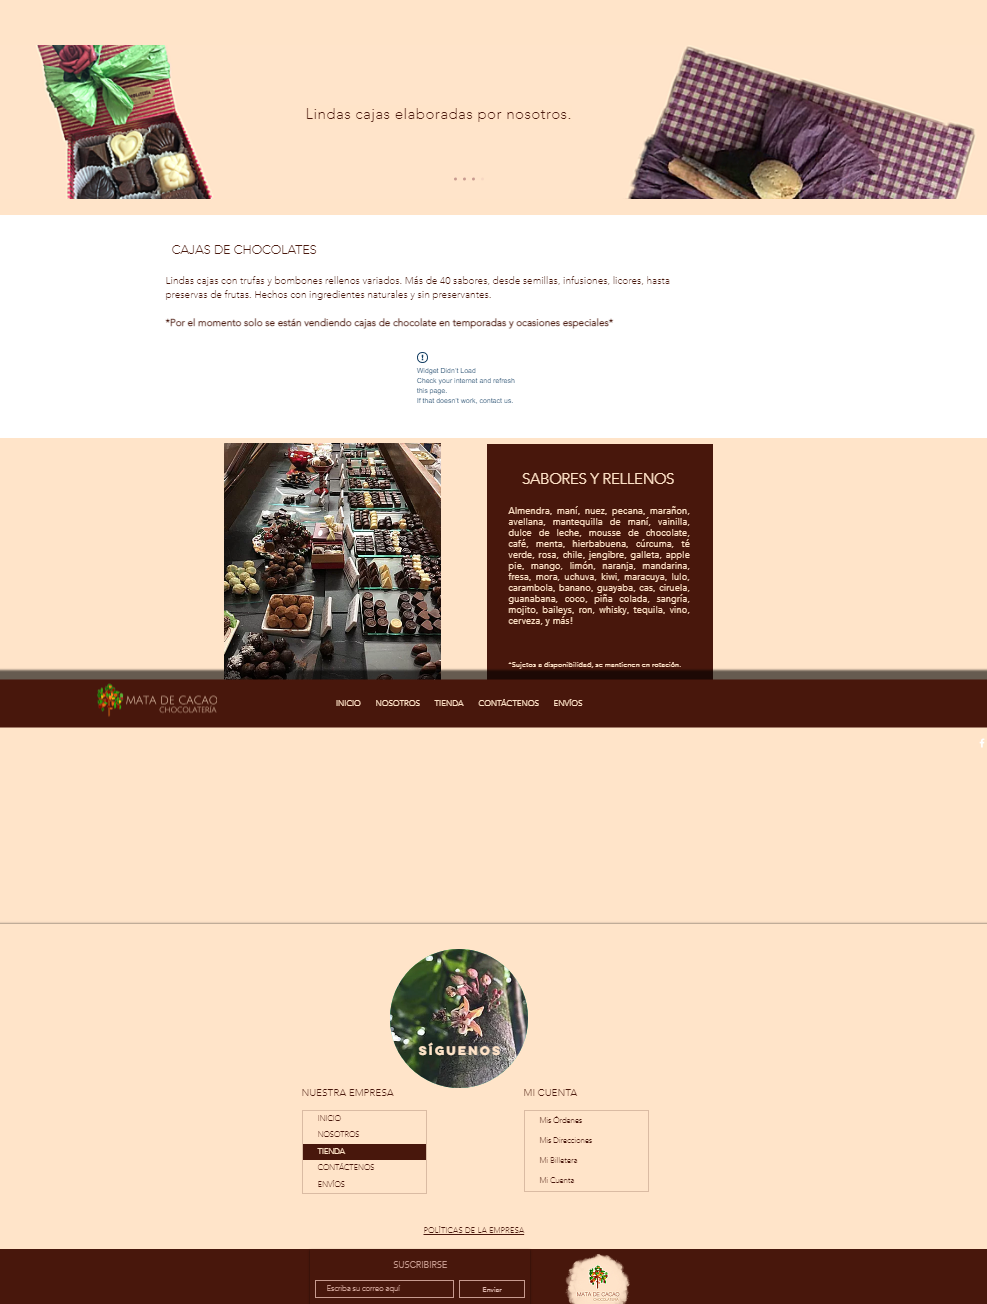 Lindas cajas elaboradas por nosotros.
CAJAS DE CHOCOLATES
Lindas cajas con trufas y bombones rellenos variados. Más de 40 sabores, desde semillas, infusiones, licores, hasta
preservas de frutas. Hechos con ingredientes naturales y sin preservantes.
*Por el momento solo se están vendiendo cajas de chocolate en temporadas y ocasiones especiales*
Widget Didn't Load
Check your internet and refresh
this page.
If that doesn't work, contact us.
SABORES Y RELLENOS
Almendra, maní, nuez, pecana, marañon,
avellana, mantequilla de maní, vainilla,
dulce de leche, mousse de chocolate,
café, menta, hierbabuena, cúrcuma, té
verde, rosa, chile, jengibre, galleta, apple
pie, mango, limón, naranja, mandarina,
fresa, mora, uchuva, kiwi, maracuya, lulo,
carambola, banano, guayaba, cas, ciruela,
guanabana, coco, piña colada, sangría,
mojito, baileys, ron, whisky, tequila, vino,
cerveza, y más!
*Sujetos a disponibilidad, se mantienen en rotación.
MATA DE CACAO
CHOCOLATERÍA
INICIO NOSOTROS TIENDA CONTÁCTENOS ENVÍOS
SÍGUENOS
NUESTRA EMPRESA
INICIO
NOSOTROS
TIENDA
CONTÁCTENOS
ENVÍOS
MI CUENTA
Mis Órdenes
Mis Direcciones
Mi Billetera
Mi Cuenta
POLÍTICAS DE LA EMPRESA
SUSCRIBIRSE
Escriba su correo aquí
Enviar
MATA DE CACAO
CHOCOLATERÍA